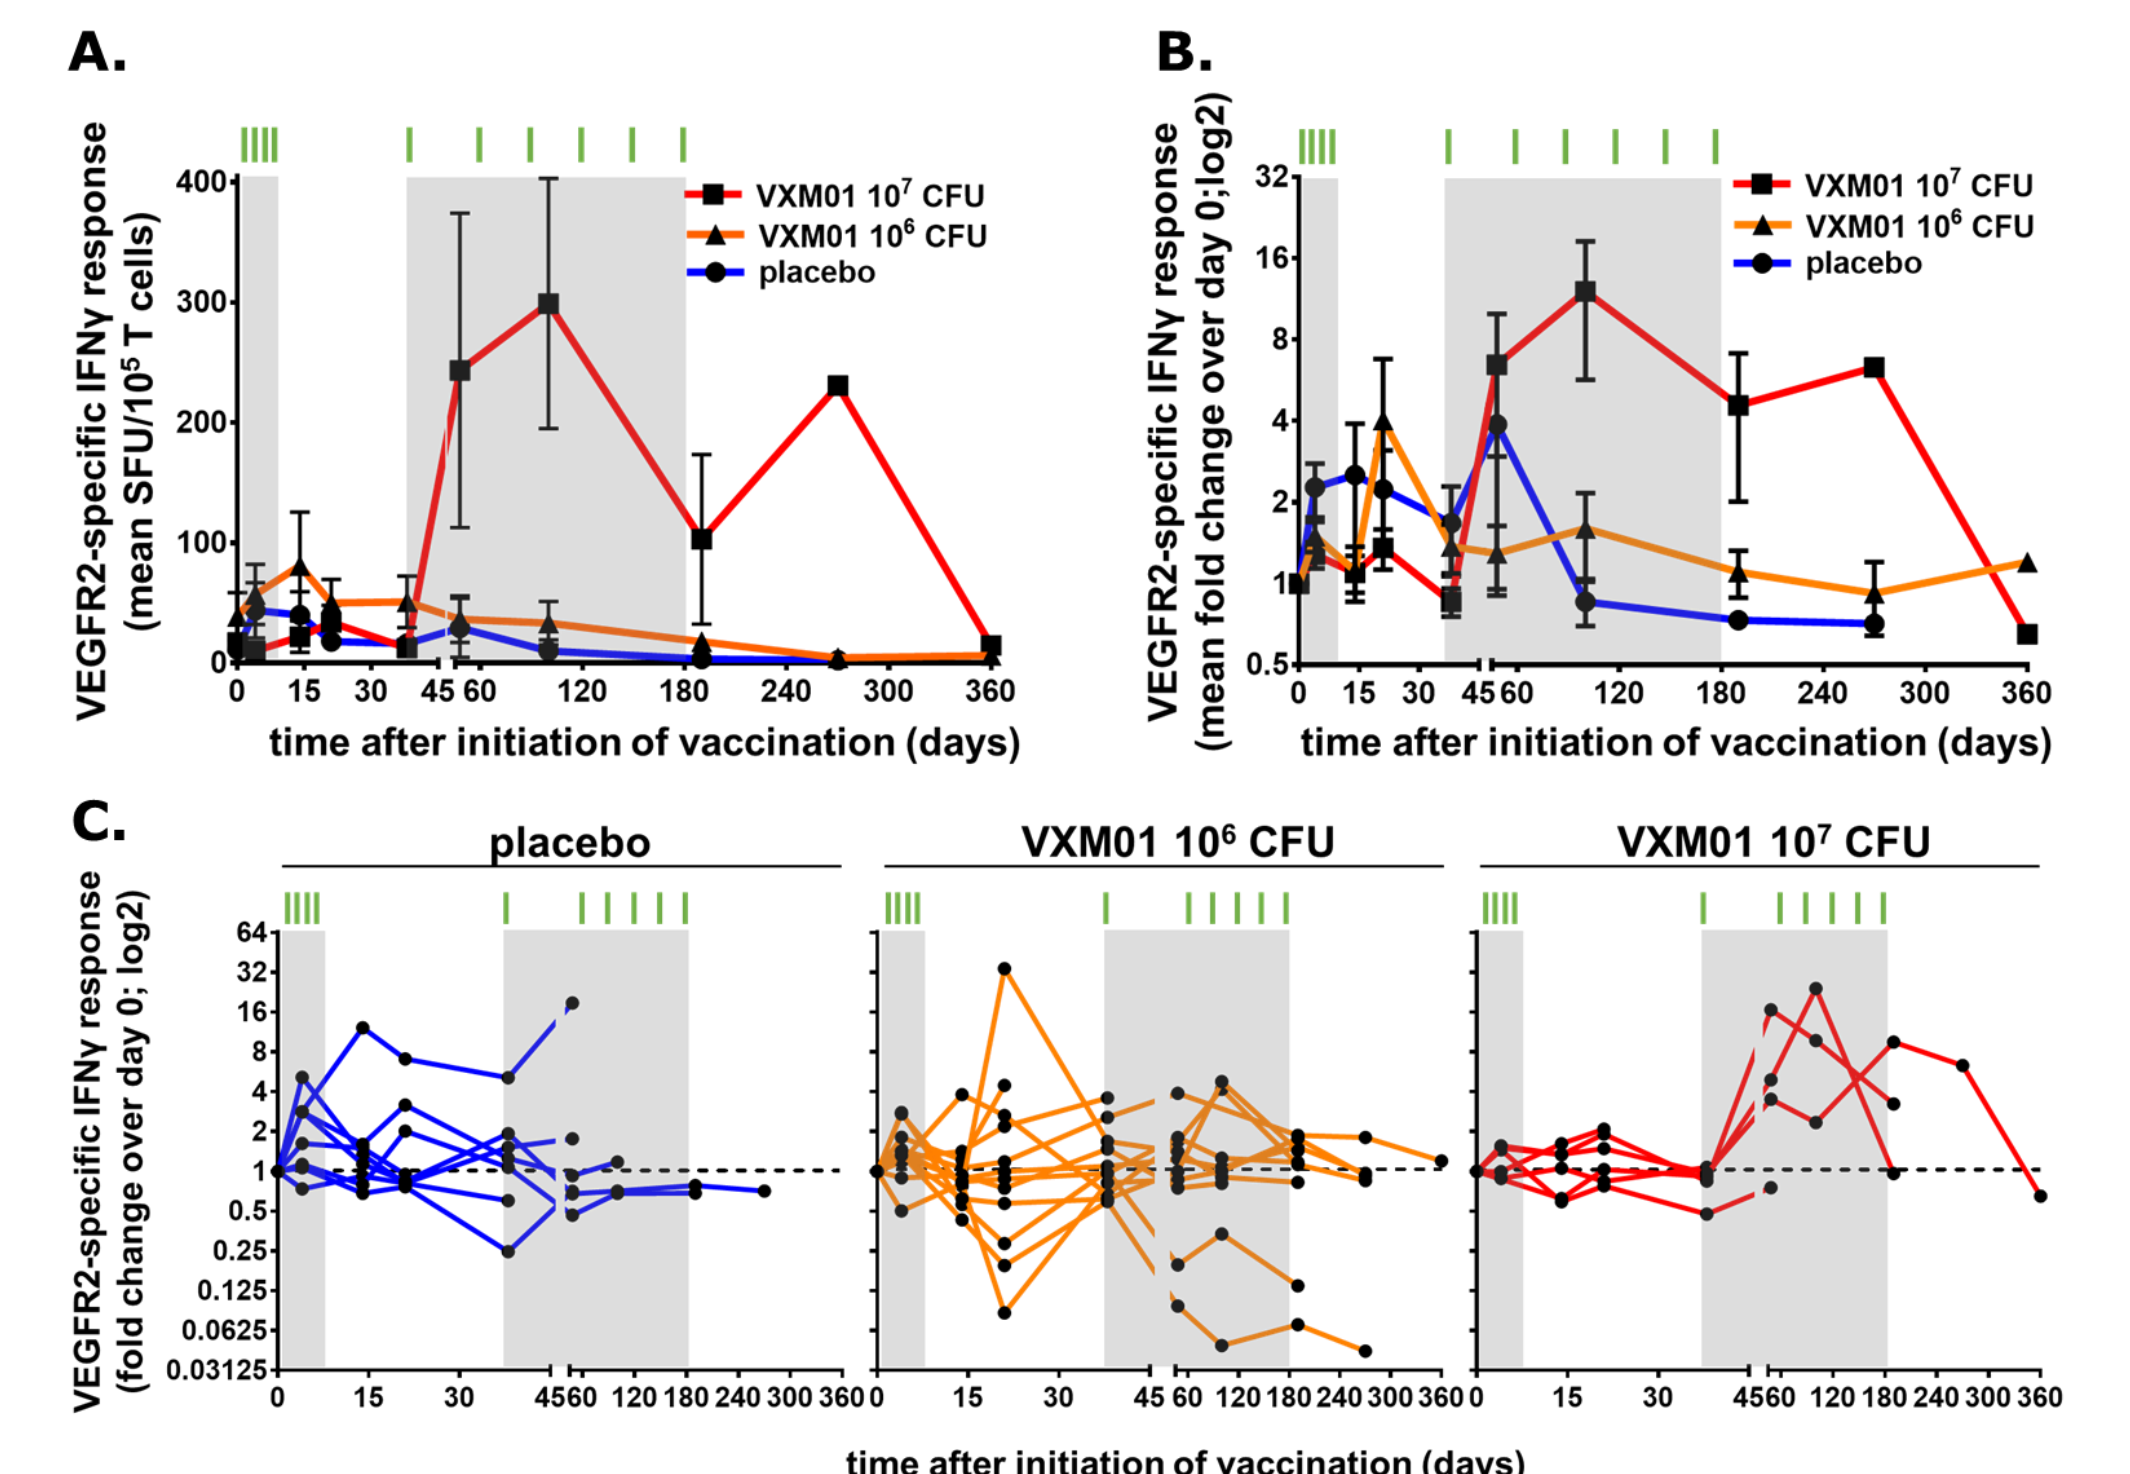 A.
VEGFR2-specific IFNγ response
(mean SFU/10⁵ T cells)
400
300
200
100
0
VXM01 10⁷ CFU
VXM01 10⁶ CFU
placebo
0 15 30 45 60 120 180 240 300 360
time after initiation of vaccination (days)
B.
VEGFR2-specific IFNγ response
(mean fold change over day 0;log2)
32
16
8
4
2
1
0.5
VXM01 10⁷ CFU
VXM01 10⁶ CFU
placebo
0 15 30 45 60 120 180 240 300 360
time after initiation of vaccination (days)
C.
VEGFR2-specific IFNγ response
(fold change over day 0; log2)
placebo
VXM01 10⁶ CFU
VXM01 10⁷ CFU
64
32
16
8
4
2
1
0.5
0.25
0.125
0.0625
0.03125
0 15 30 45 60 120 180 240 300 360
0 15 30 45 60 120 180 240 300 360
0 15 30 45 60 120 180 240 300 360
time after initiation of vaccination (days)